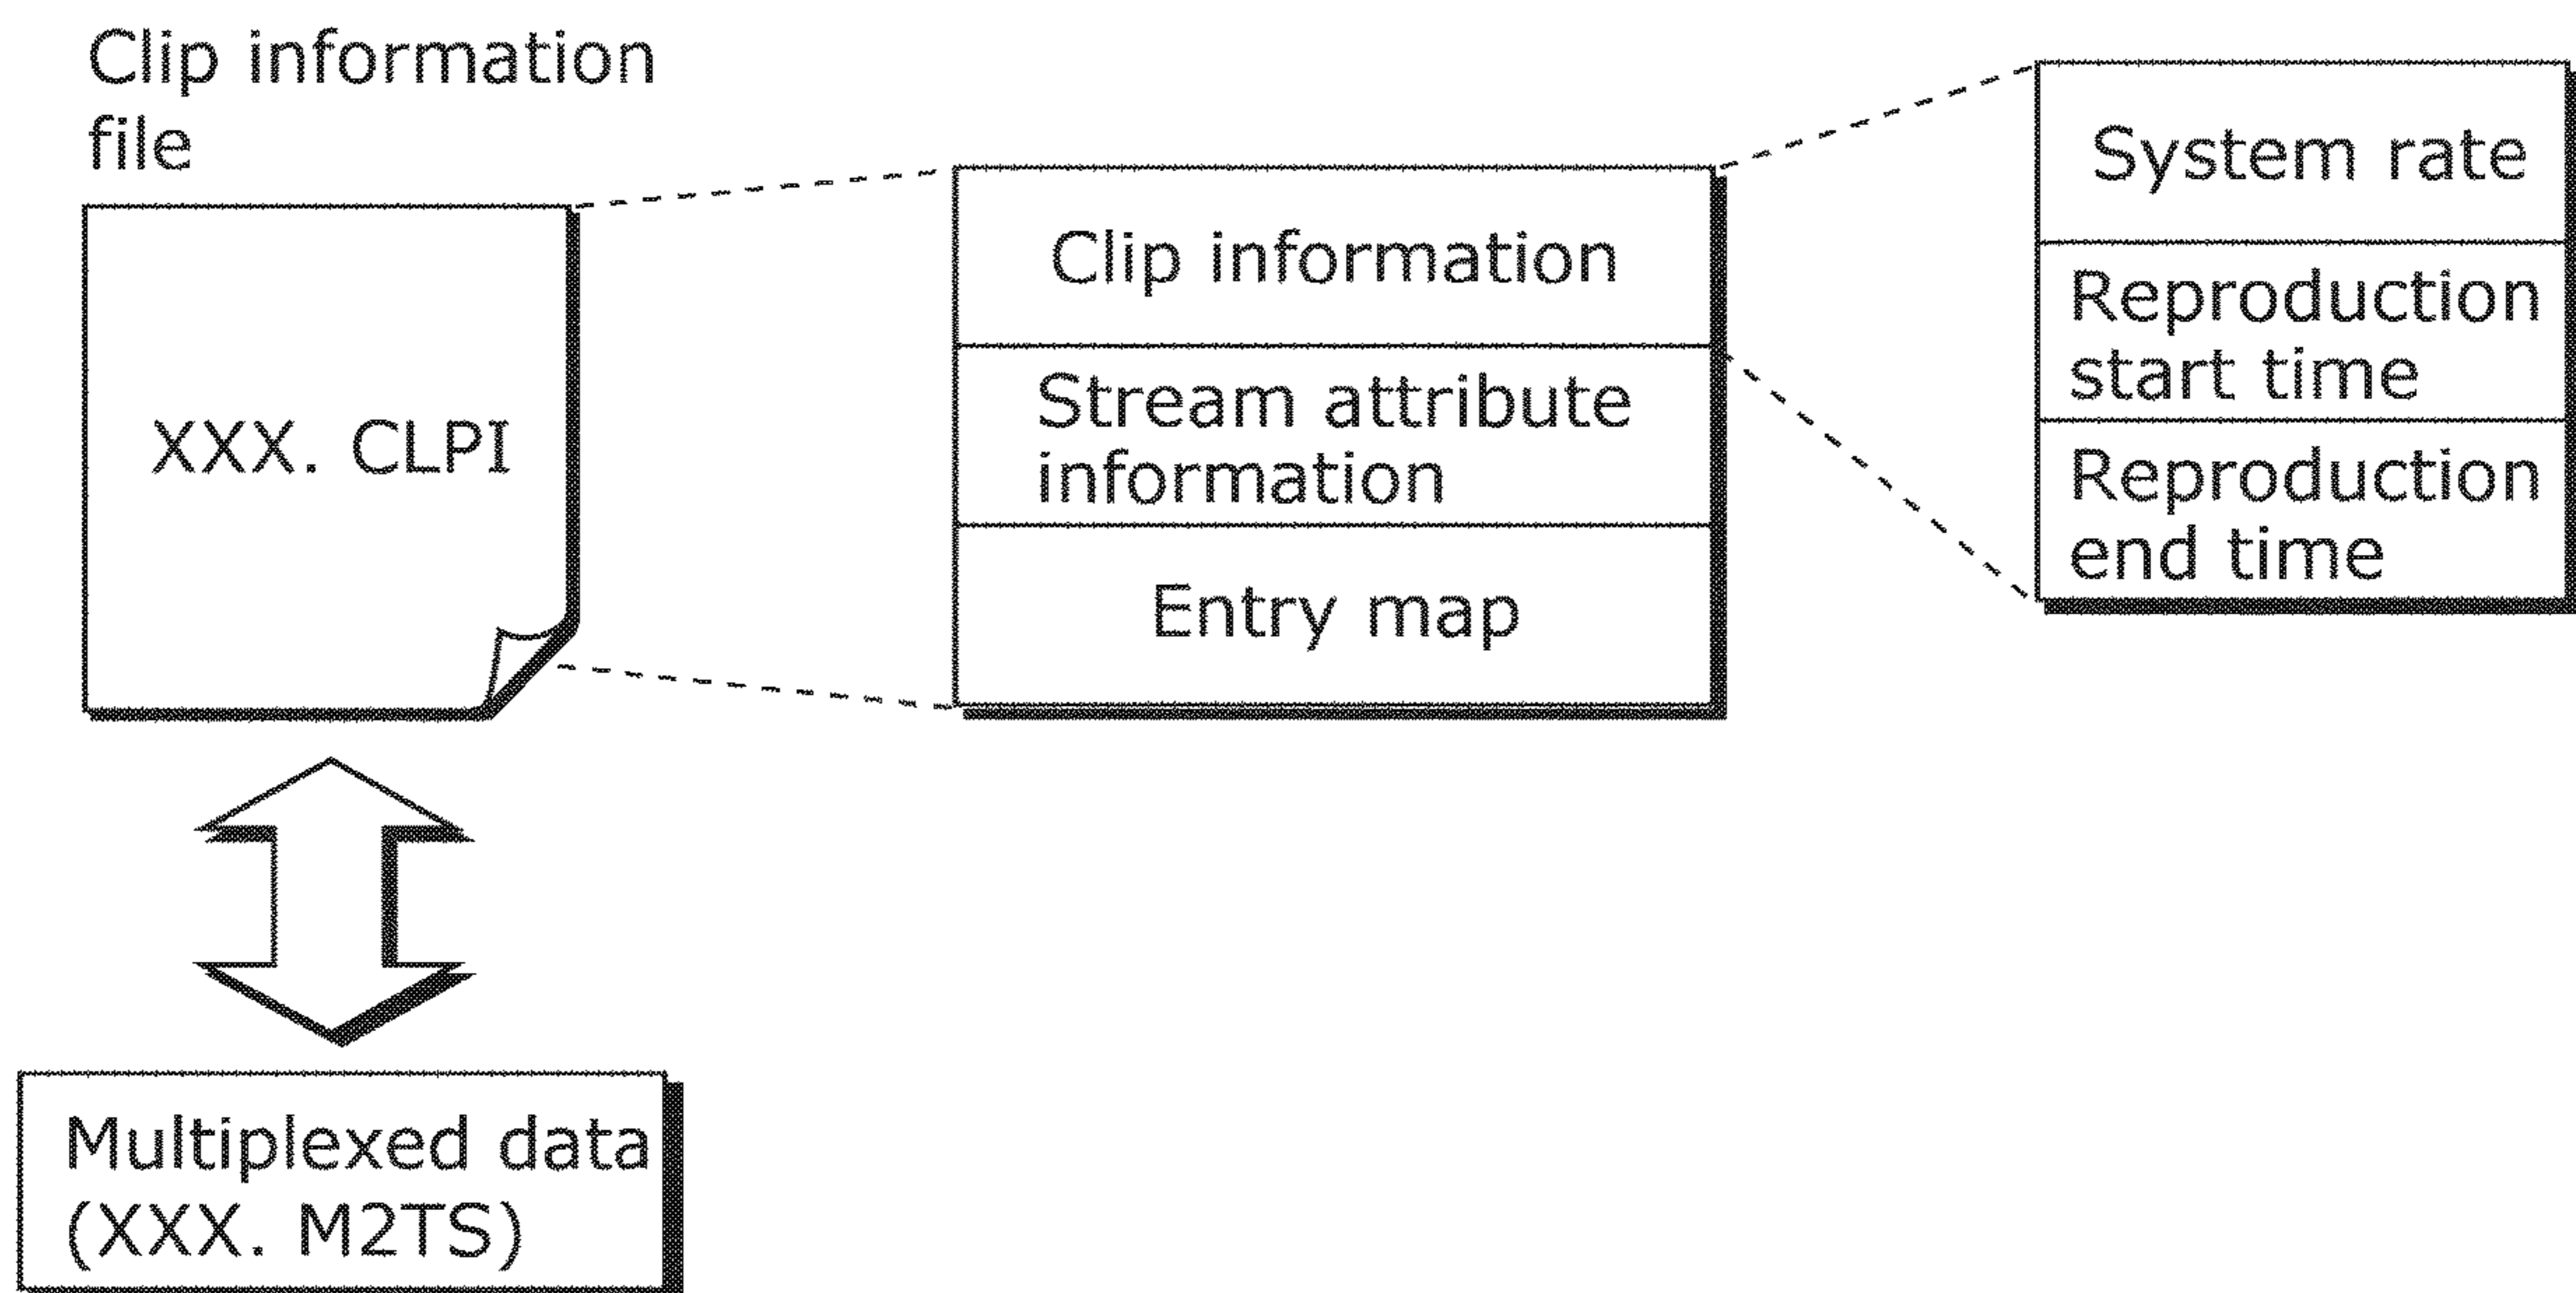 Clip information
file
XXX. CLPI
Multiplexed data
(XXX. M2TS)
Clip information
Stream attribute
information
Entry map
System rate
Reproduction
start time
Reproduction
end time